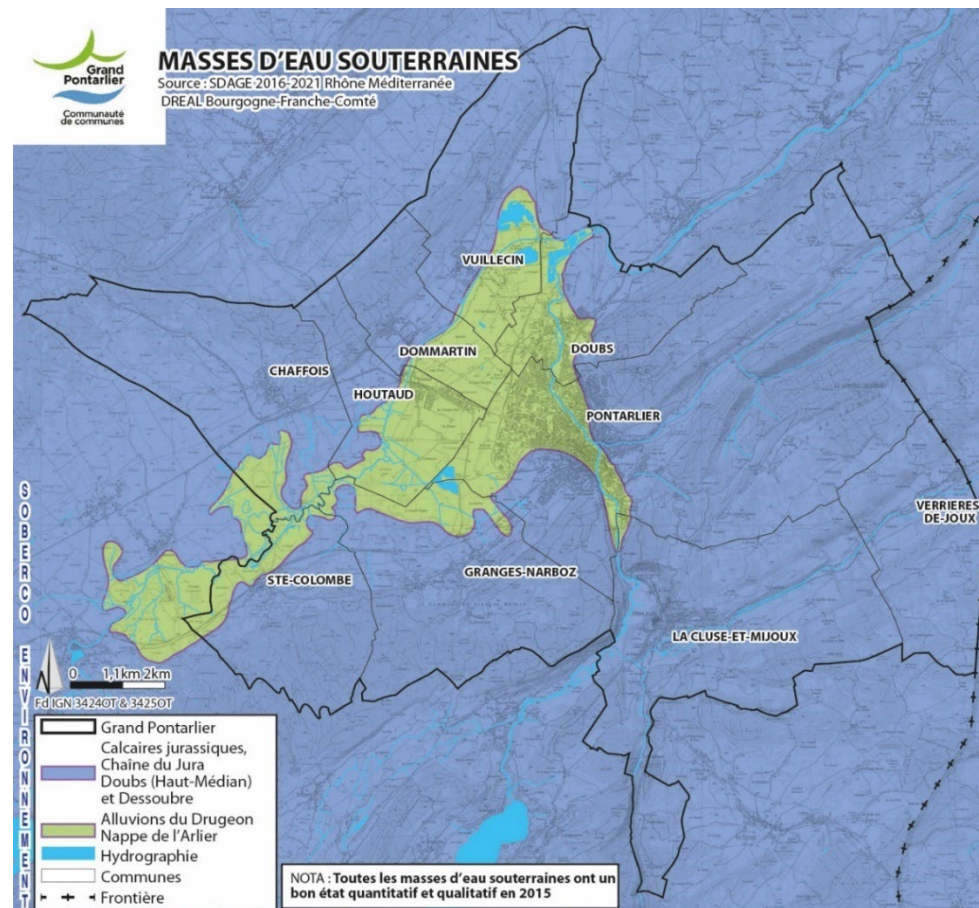 Grand
Pontarlier
Communauté
de communes
MASSES D'EAU SOUTERRAINES
Source : SDAGE 2016-2021 Rhône Méditerranée
DREAL Bourgogne-Franche-Comté
VUILLECIN
DOMMARTIN
DOUBS
CHAFFOIS
HOUTAUD
PONTARLIER
VERRIERES
DE-JOUX
STE-COLOMBE
GRANGES-NARBOZ
LA CLUSE-ET-MIJOUX
SOBERCO ENVIRONNEMENT
0 1,1km 2km
Fd IGN 3424OT & 3425OT
Grand Pontarlier
Calcaires jurassiques,
Chaîne du Jura
Doubs (Haut-Médian)
et Dessoubre
Alluvions du Drugeon
Nappe de l'Arlier
Hydrographie
Communes
Frontière
NOTA : Toutes les masses d'eau souterraines ont un
bon état quantitatif et qualitatif en 2015